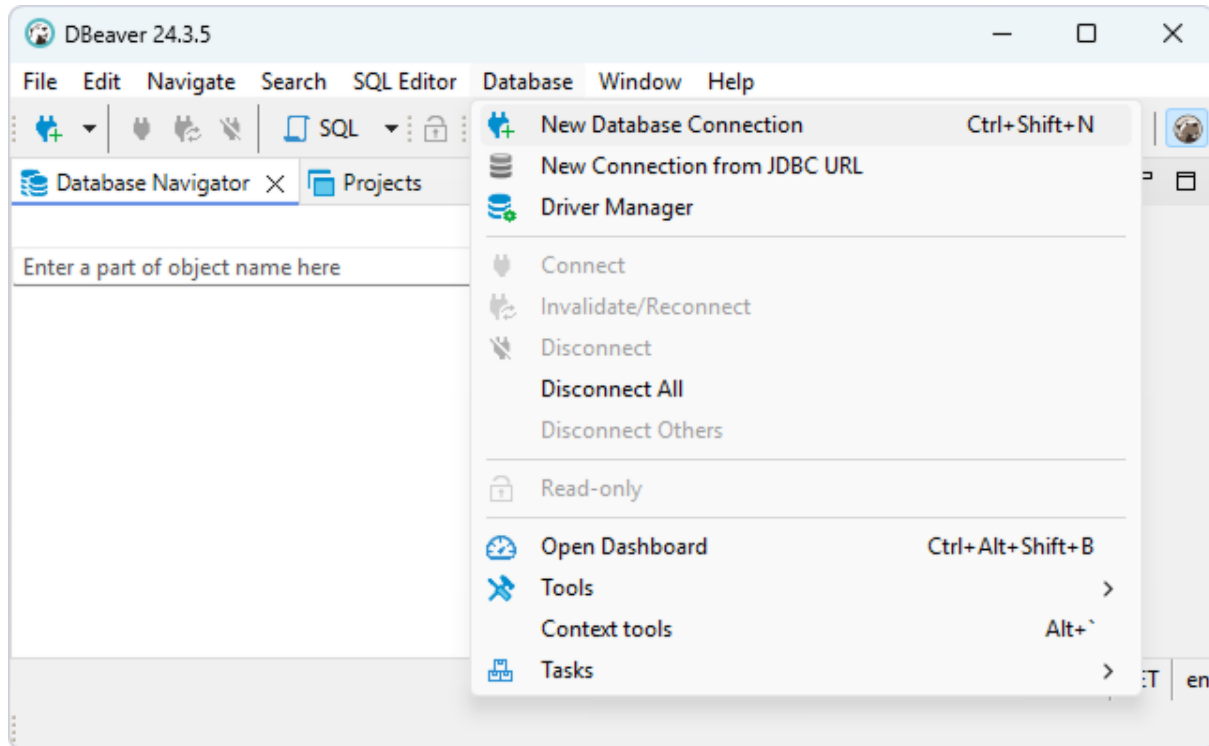 DBeaver 24.3.5
File Edit Navigate Search SQL Editor Database Window Help
SQL
New Database Connection Ctrl+Shift+N
New Connection from JDBC URL
Database Navigator Projects
Driver Manager
Enter a part of object name here
Connect
Invalidate/Reconnect
Disconnect
Disconnect All
Disconnect Others
Read-only
Open Dashboard Ctrl+Alt+Shift+B
Tools
Context tools Alt+`
Tasks
en